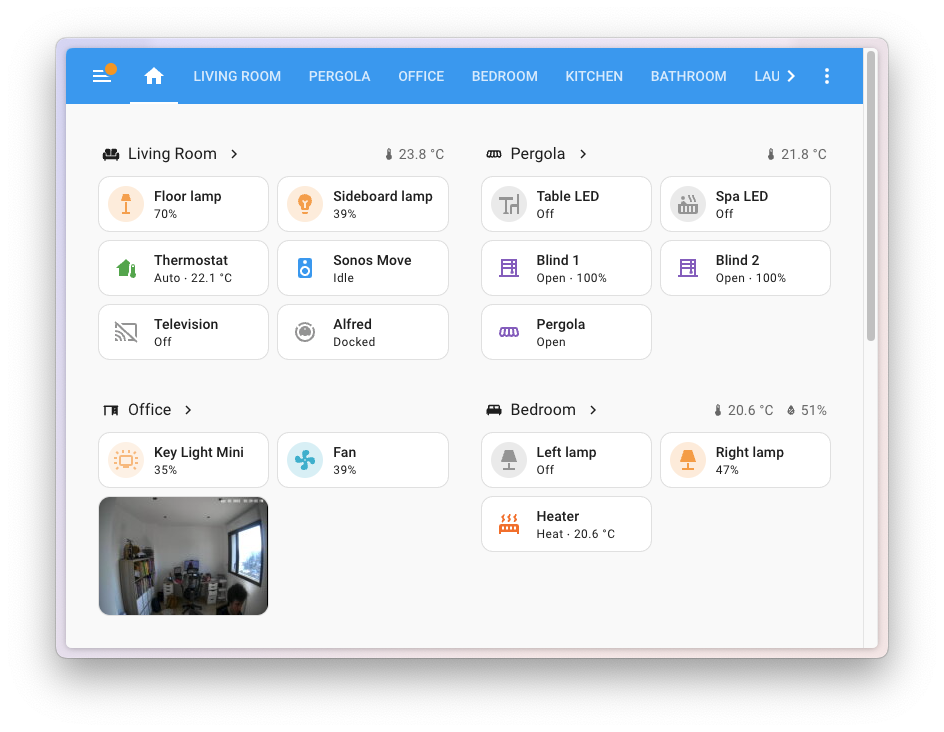 LIVING ROOM PERGOLA OFFICE BEDROOM KITCHEN BATHROOM LAU
Living Room 23.8 °C
Floor lamp
70%
Sideboard lamp
39%
Thermostat
Auto · 22.1 °C
Sonos Move
Idle
Television
Off
Alfred
Docked
Pergola 21.8 °C
Table LED
Off
Spa LED
Off
Blind 1
Open · 100%
Blind 2
Open · 100%
Pergola
Open
Office
Key Light Mini
35%
Fan
39%
Bedroom 20.6 °C 51%
Left lamp
Off
Right lamp
47%
Heater
Heat · 20.6 °C